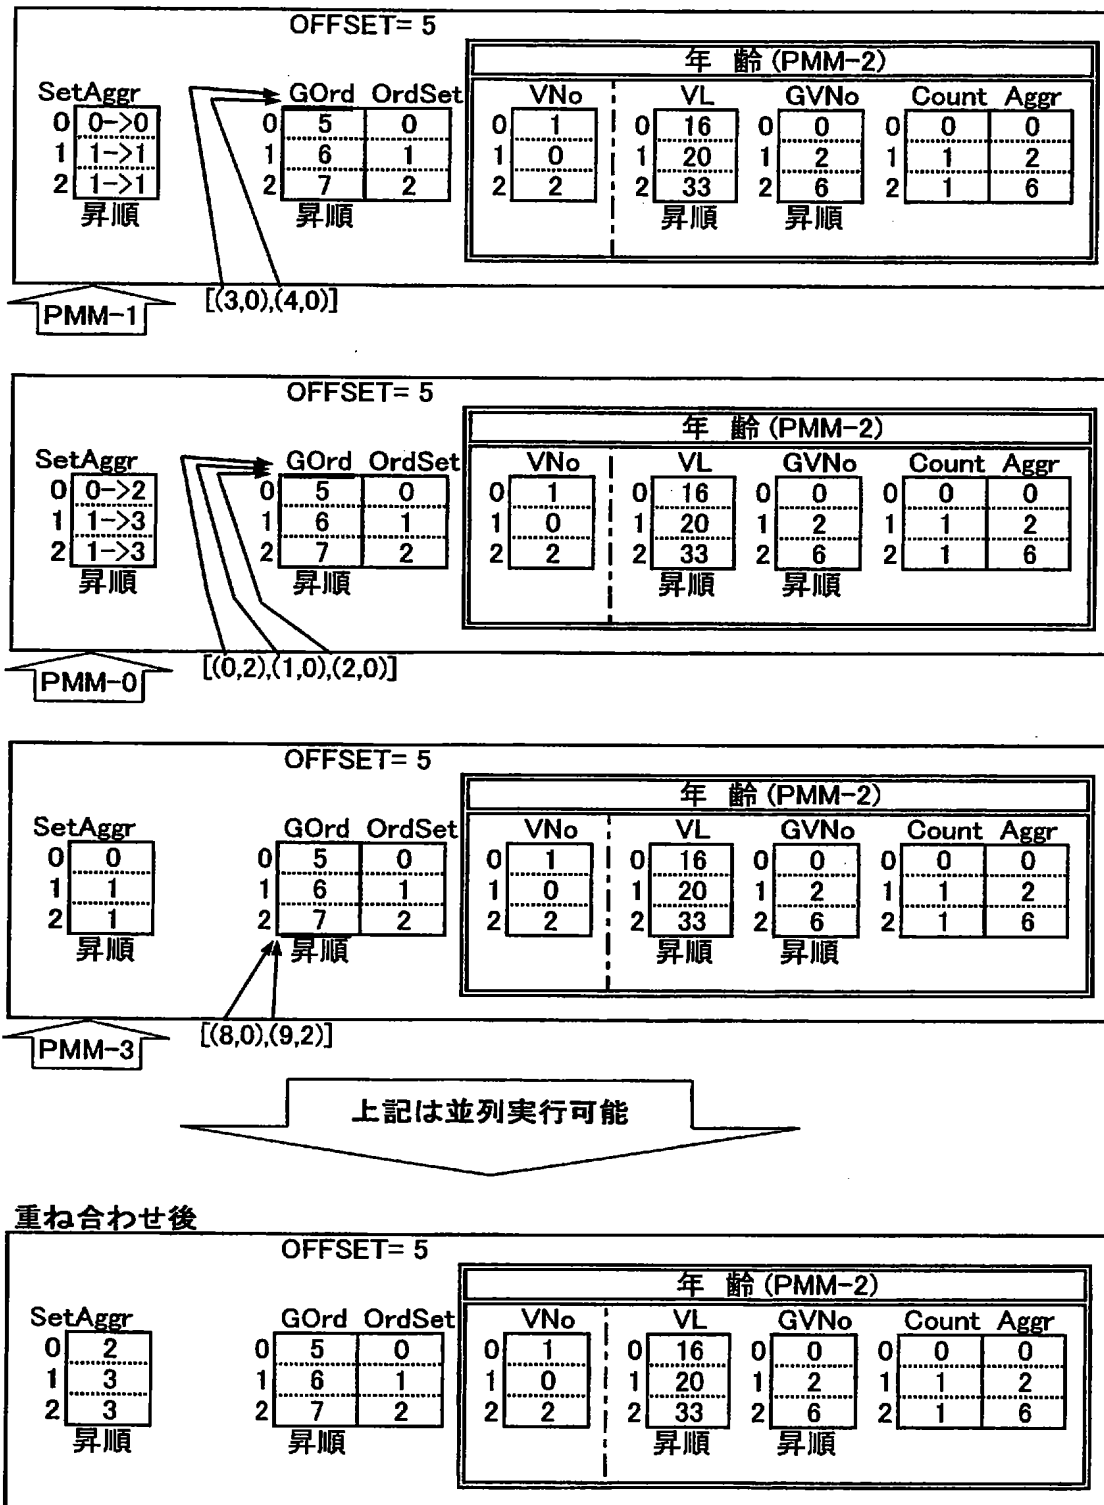 OFFSET= 5
年 齢 (PMM-2)
SetAggr GOrd OrdSet VNo VL GVNo Count Aggr
0 0->0 0 5 0 0 1 0 16 0 0 0 0 0
1 1->1 1 6 1 1 0 1 20 1 2 1 1 2
2 1->1 2 7 2 2 2 2 33 2 6 2 1 6
昇順 昇順 昇順 昇順
PMM-1 [(3,0),(4,0)]
OFFSET= 5
年 齢 (PMM-2)
SetAggr GOrd OrdSet VNo VL GVNo Count Aggr
0 0->2 0 5 0 0 1 0 16 0 0 0 0 0
1 1->3 1 6 1 1 0 1 20 1 2 1 1 2
2 1->3 2 7 2 2 2 2 33 2 6 2 1 6
昇順 昇順 昇順 昇順
PMM-0 [(0,2),(1,0),(2,0)]
OFFSET= 5
年 齢 (PMM-2)
SetAggr GOrd OrdSet VNo VL GVNo Count Aggr
0 0 0 5 0 0 1 0 16 0 0 0 0 0
1 1 1 6 1 1 0 1 20 1 2 1 1 2
2 1 2 7 2 2 2 2 33 2 6 2 1 6
昇順 昇順 昇順 昇順
PMM-3 [(8,0),(9,2)]
上記は並列実行可能
重ね合わせ後
OFFSET= 5
年 齢 (PMM-2)
SetAggr GOrd OrdSet VNo VL GVNo Count Aggr
0 2 0 5 0 0 1 0 16 0 0 0 0 0
1 3 1 6 1 1 0 1 20 1 2 1 1 2
2 3 2 7 2 2 2 2 33 2 6 2 1 6
昇順 昇順 昇順 昇順